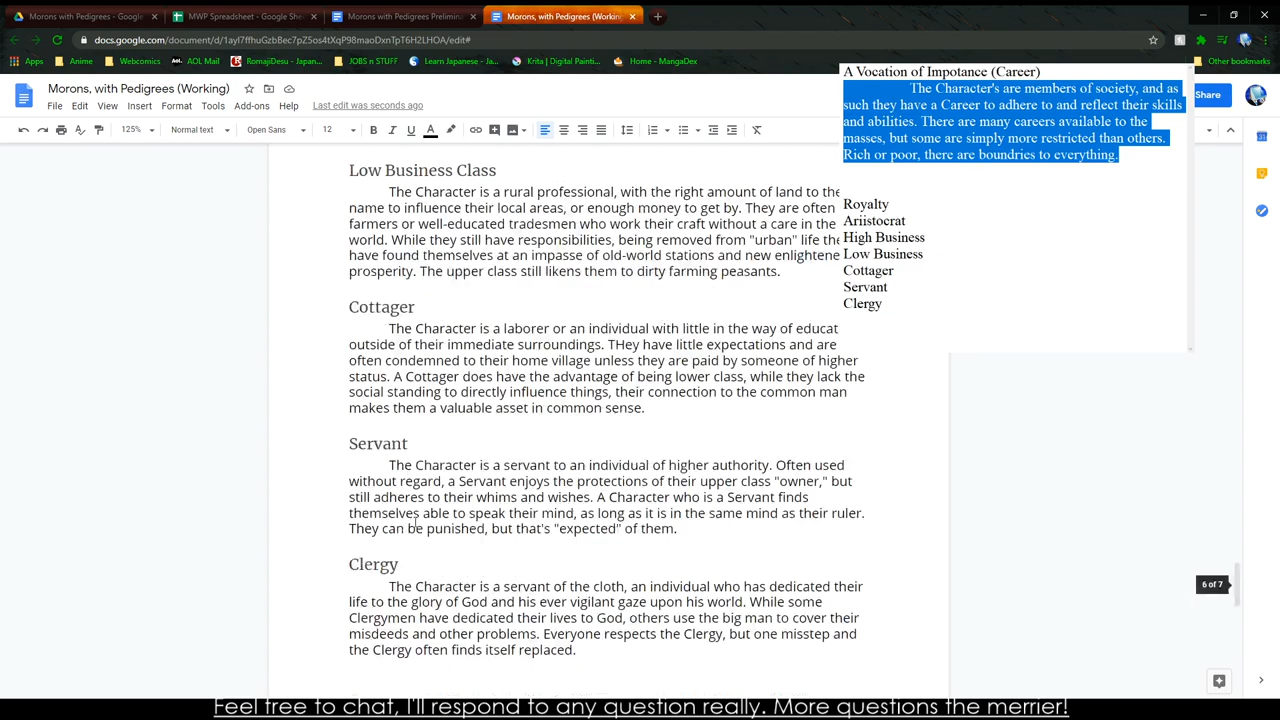 Morons with Pedigrees - Google
MWP Spreadsheet - Google She
Morons with Pedigrees Prelimina
Morons, with Pedigrees (Workin
docs.google.com/document/d/1ayI7ffhuGzbBec7pZ5os4tXqP98maoDxnTpT6H2LHOA/edit#
Apps
Anime
Webcomics
AOL Mail
RomajiDesu - Japan...
JOBS n STUFF
Learn Japanese - Ja...
Krita | Digital Paintin...
Home - MangaDex
Other bookmarks
Morons, with Pedigrees (Working)
File Edit View Insert Format Tools Add-ons Help Last edit was seconds ago
Share
125% Normal text Open Sans 12 B I U A
A Vocation of Impotance (Career)
The Character's are members of society, and as
such they have a Career to adhere to and reflect their skills
and abilities. There are many careers available to the
masses, but some are simply more restricted than others.
Rich or poor, there are boundries to everything.
Royalty
Ariistocrat
High Business
Low Business
Cottager
Servant
Clergy
Low Business Class
The Character is a rural professional, with the right amount of land to the
name to influence their local areas, or enough money to get by. They are often
farmers or well-educated tradesmen who work their craft without a care in the
world. While they still have responsibilities, being removed from "urban" life the
have found themselves at an impasse of old-world stations and new enlightene
prosperity. The upper class still likens them to dirty farming peasants.
Cottager
The Character is a laborer or an individual with little in the way of educat
outside of their immediate surroundings. THey have little expectations and are
often condemned to their home village unless they are paid by someone of higher
status. A Cottager does have the advantage of being lower class, while they lack the
social standing to directly influence things, their connection to the common man
makes them a valuable asset in common sense.
Servant
The Character is a servant to an individual of higher authority. Often used
without regard, a Servant enjoys the protections of their upper class "owner," but
still adheres to their whims and wishes. A Character who is a Servant finds
themselves able to speak their mind, as long as it is in the same mind as their ruler.
They can be punished, but that's "expected" of them.
Clergy
The Character is a servant of the cloth, an individual who has dedicated their
life to the glory of God and his ever vigilant gaze upon his world. While some
Clergymen have dedicated their lives to God, others use the big man to cover their
misdeeds and other problems. Everyone respects the Clergy, but one misstep and
the Clergy often finds itself replaced.
6 of 7
Feel free to chat, I'll respond to any question really. More questions the merrier!